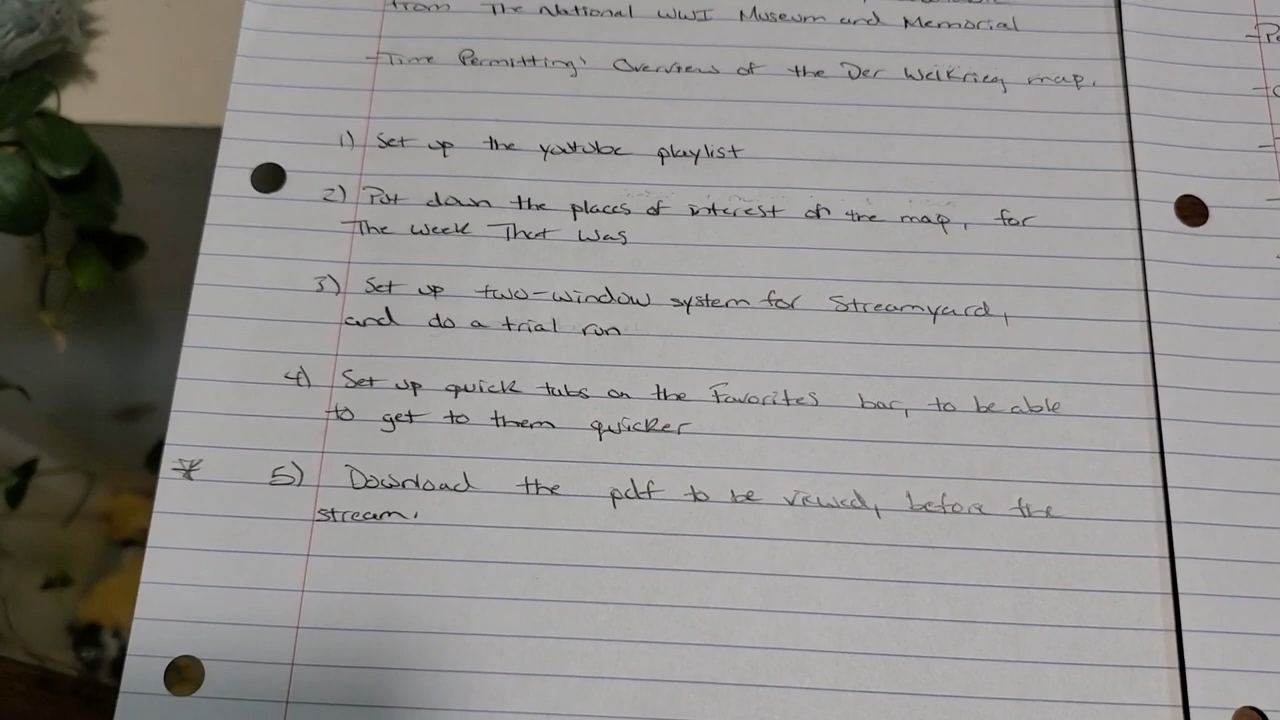 from The National WWI Museum and Memorial
-Time Permitting: Overview of the Der Welkrieg map.
1) Set up the youtube playlist
2) Put down the places of interest on the map, for
The Week That Was
3) Set up two-window system for Streamyard,
and do a trial run
4) Set up quick tabs on the Favorites bar, to be able
to get to them quicker
* 5) Download the pdf to be viewed, before the
stream.